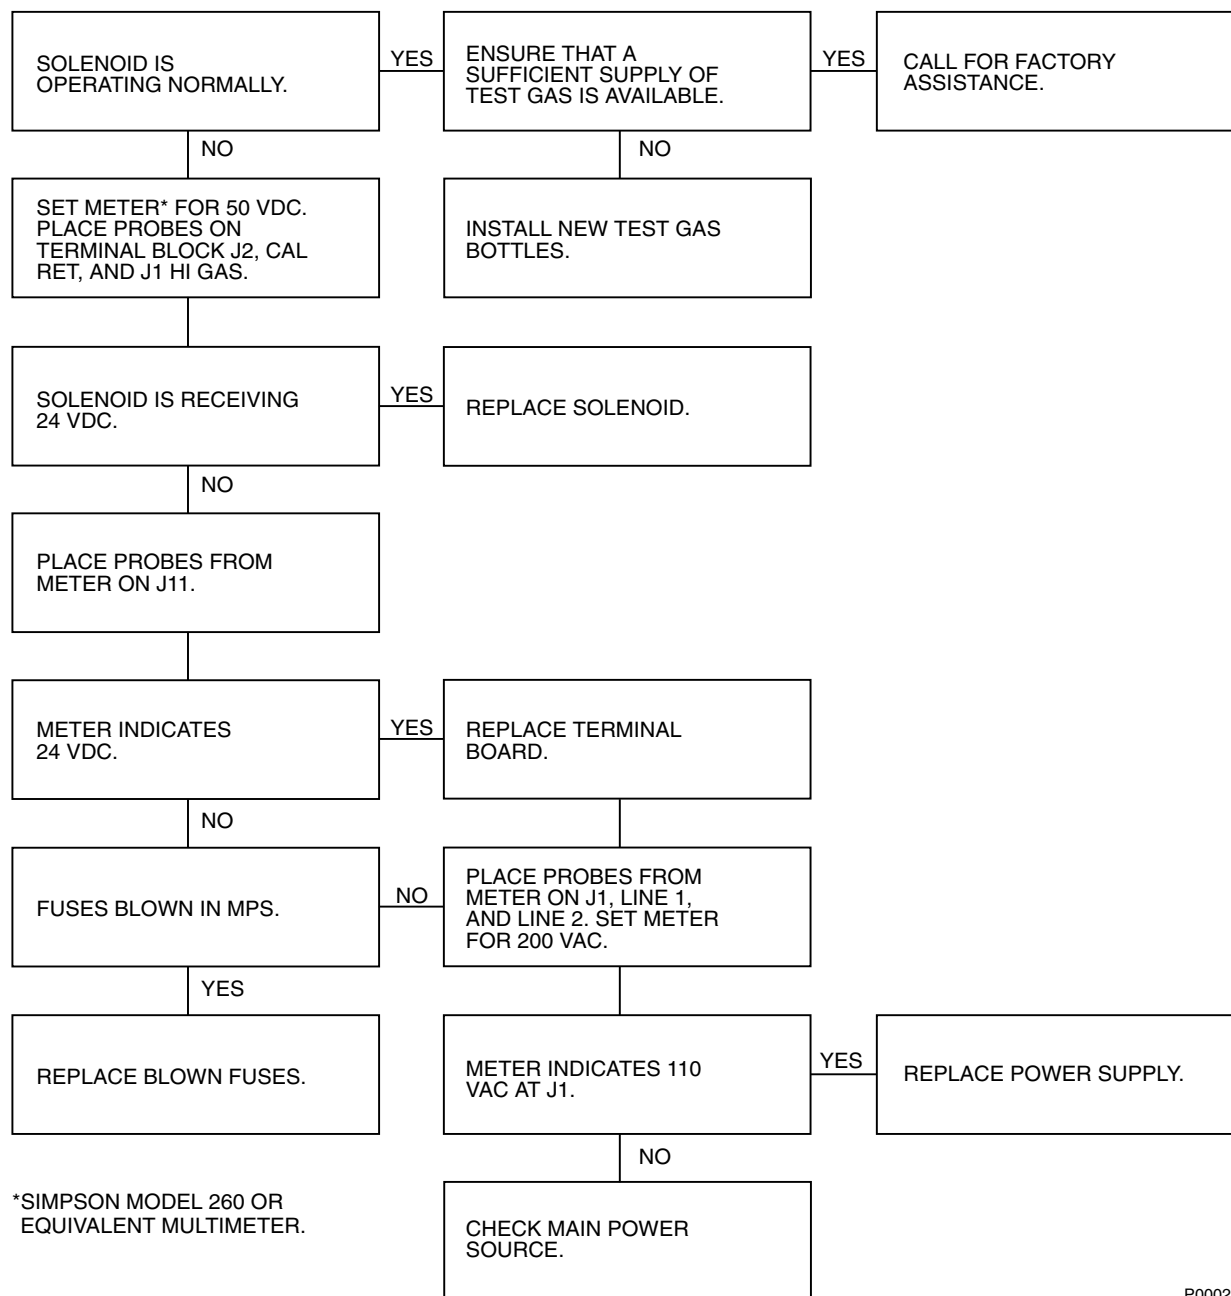 SOLENOID IS
OPERATING NORMALLY.
YES
ENSURE THAT A
SUFFICIENT SUPPLY OF
TEST GAS IS AVAILABLE.
YES
CALL FOR FACTORY
ASSISTANCE.
NO
NO
SET METER* FOR 50 VDC.
PLACE PROBES ON
TERMINAL BLOCK J2, CAL
RET, AND J1 HI GAS.
INSTALL NEW TEST GAS
BOTTLES.
SOLENOID IS RECEIVING
24 VDC.
YES
REPLACE SOLENOID.
NO
PLACE PROBES FROM
METER ON J11.
METER INDICATES
24 VDC.
YES
REPLACE TERMINAL
BOARD.
NO
FUSES BLOWN IN MPS.
NO
PLACE PROBES FROM
METER ON J1, LINE 1,
AND LINE 2. SET METER
FOR 200 VAC.
YES
REPLACE BLOWN FUSES.
METER INDICATES 110
VAC AT J1.
YES
REPLACE POWER SUPPLY.
NO
*SIMPSON MODEL 260 OR
EQUIVALENT MULTIMETER.
CHECK MAIN POWER
SOURCE.
P0002